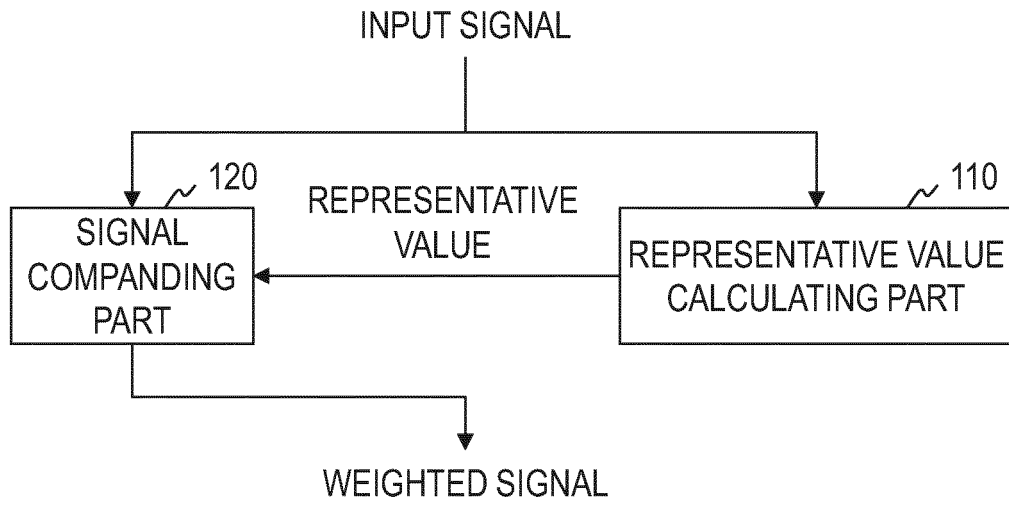 INPUT SIGNAL
120
110
REPRESENTATIVE
VALUE
SIGNAL
COMPANDING
PART
REPRESENTATIVE VALUE
CALCULATING PART
WEIGHTED SIGNAL